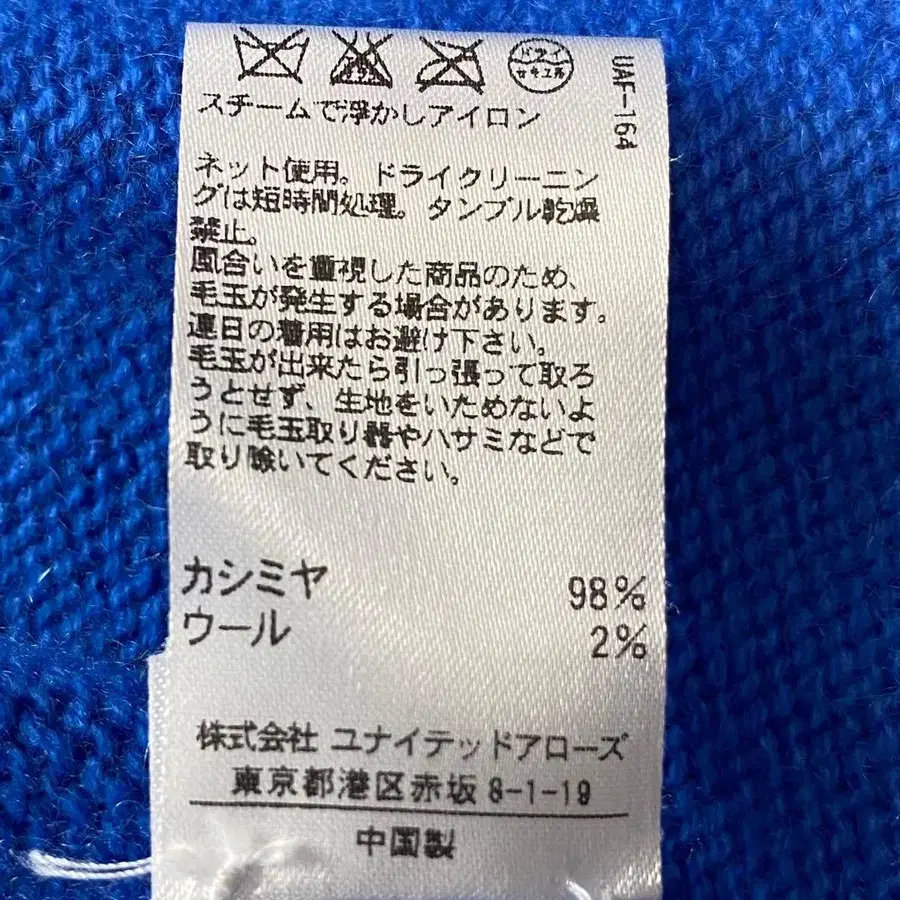 ドライ
セキユ系
UAF-164
スチームで浮かしアイロン
ネット使用。ドライクリーニン
グは短時間処理。タンブル乾燥
禁止。
風合いを重視した商品のため、
毛玉が発生する場合があります。
連日の着用はお避け下さい。
毛玉が出来たら引っ張って取ろ
うとせず、生地をいためないよ
うに毛玉取り器やハサミなどで
取り除いてください。
カシミヤ 98%
ウール 2%
株式会社 ユナイテッドアローズ
東京都港区赤坂8-1-19
中国製